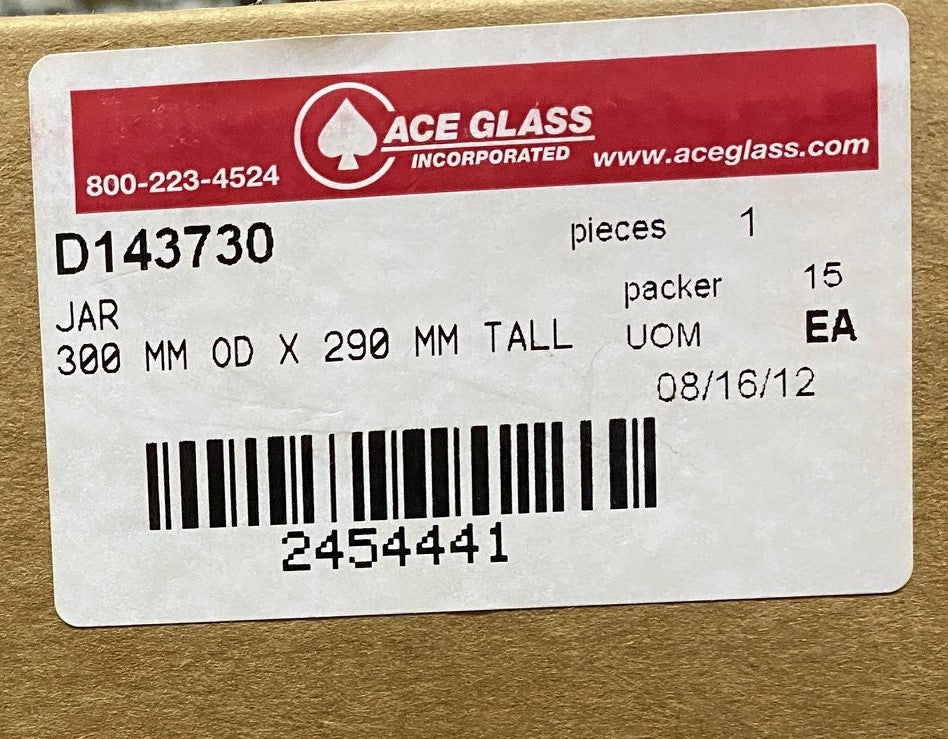 ACE GLASS
INCORPORATED
800-223-4524
www.aceglass.com
D143730
pieces 1
JAR
packer 15
300 MM OD X 290 MM TALL
UOM EA
08/16/12
2454441